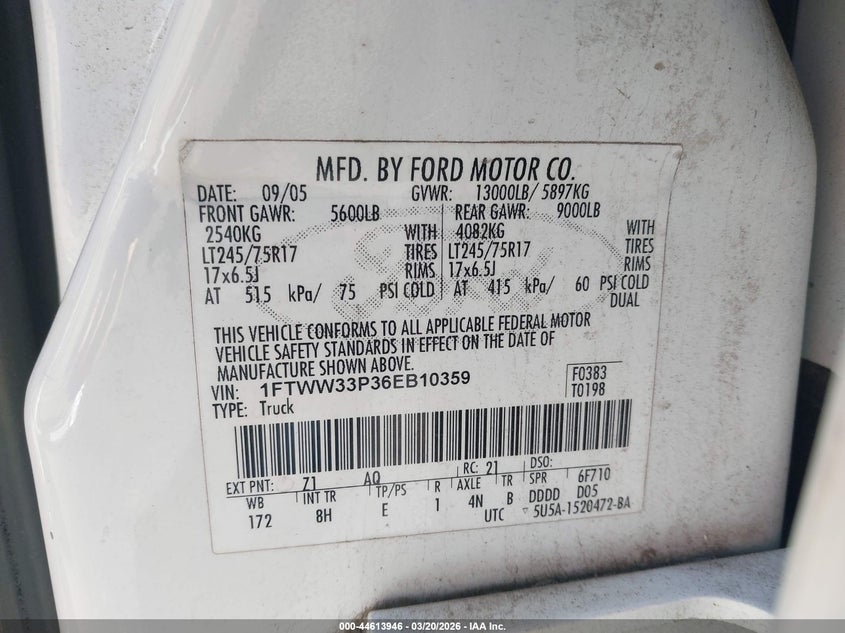 MFD. BY FORD MOTOR CO.
DATE: 09/05 GVWR: 13000LB/ 5897KG
FRONT GAWR: 5600LB REAR GAWR: 9000LB
2540KG WITH 4082KG WITH
LT245/75R17 TIRES LT245/75R17 TIRES
17x6.5J RIMS 17x6.5J RIMS
AT 515 kPa/ 75 PSI COLD AT 415 kPa/ 60 PSI COLD
DUAL
THIS VEHICLE CONFORMS TO ALL APPLICABLE FEDERAL MOTOR
VEHICLE SAFETY STANDARDS IN EFFECT ON THE DATE OF
MANUFACTURE SHOWN ABOVE.
VIN: 1FTWW33P36EB10359 F0383
TYPE: Truck T0198
EXT PNT: Z1 AQ RC: 21 DSO:
WB INT TR TP/PS R AXLE TR SPR 6F710
172 8H E 1 4N B DDDD D05
UTC 5U5A-1520472-BA
000-44613946 - 03/20/2026 - IAA Inc.